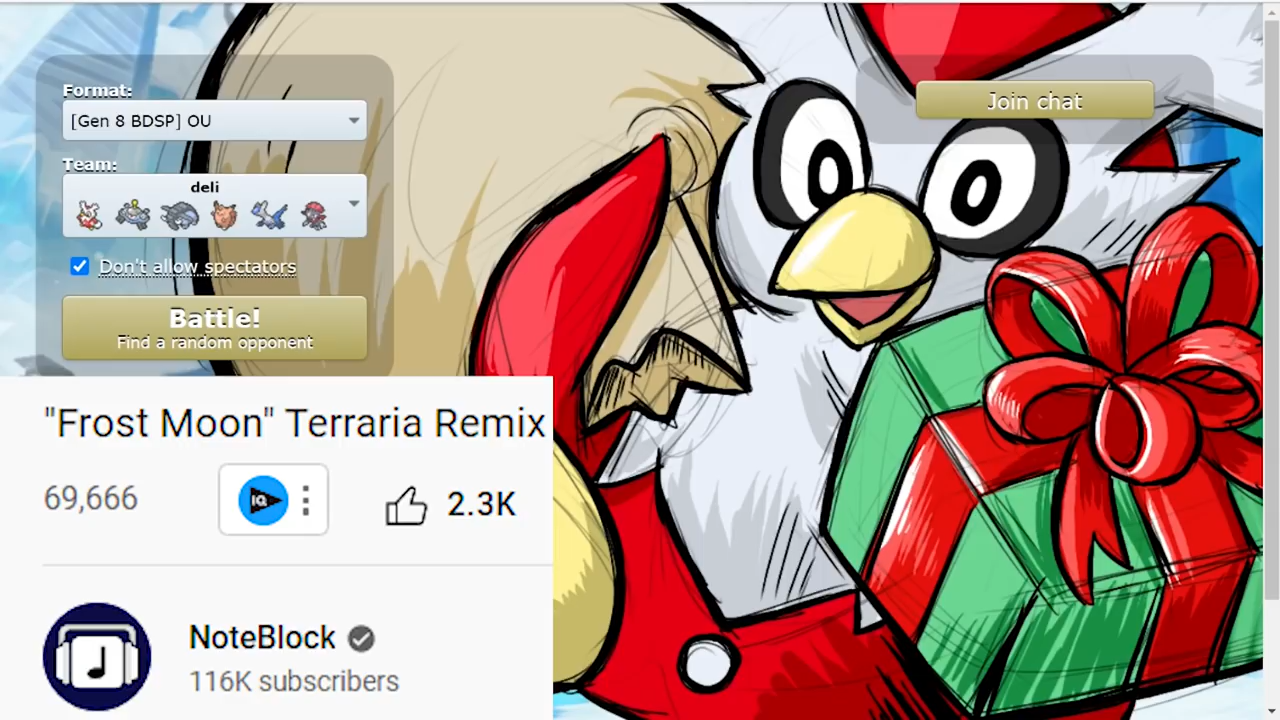 Format:
[Gen 8 BDSP] OU
Team:
deli
Don't allow spectators
Battle!
Find a random opponent
Join chat
"Frost Moon" Terraria Remix
69,666
IQ
2.3K
NoteBlock
116K subscribers